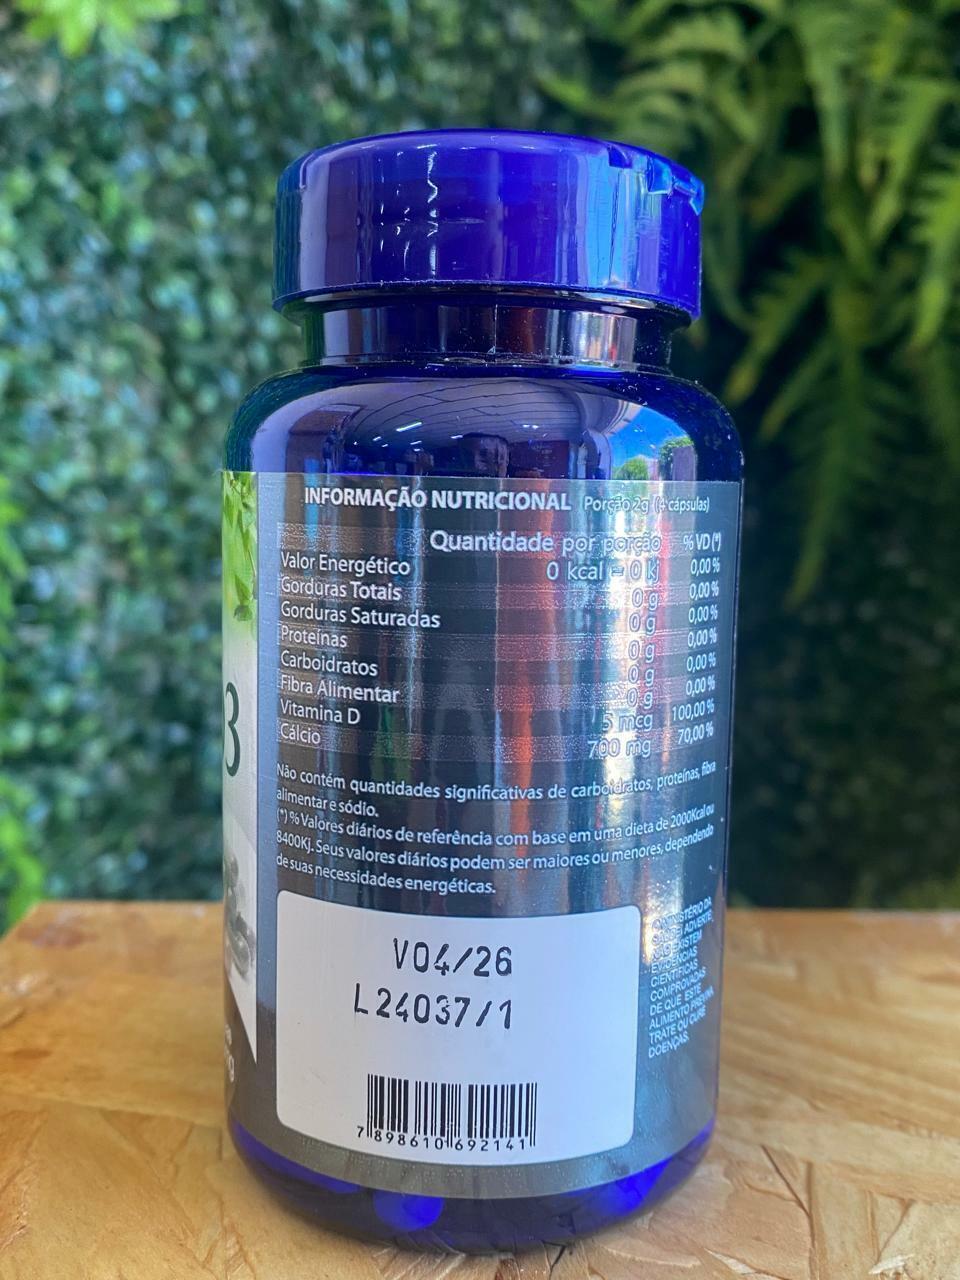 INFORMAÇÃO NUTRICIONAL Porção 2g (4 cápsulas)
Quantidade por porção % VD (*)
Valor Energético 0 kcal = 0 kj 0,00 %
Gorduras Totais 0 g 0,00 %
Gorduras Saturadas 0 g 0,00 %
Proteínas 0 g 0,00 %
Carboidratos 0 g 0,00 %
Fibra Alimentar 0 g 0,00 %
Vitamina D 5 mcg 100,00 %
Cálcio 700 mg 70,00 %
Não contém quantidades significativas de carboidratos, proteínas, fibra
alimentar e sódio.
(*) % Valores diários de referência com base em uma dieta de 2000Kcal ou
8400Kj. Seus valores diários podem ser maiores ou menores, dependendo
de suas necessidades energéticas.
3
V04/26
L24037/1
7 898610 692141
O MINISTÉRIO DA
SAÚDE ADVERTE:
NÃO EXISTEM
EVIDÊNCIAS
CIENTÍFICAS
COMPROVADAS
DE QUE ESTE
ALIMENTO PREVINA,
TRATE OU CURE
DOENÇAS.